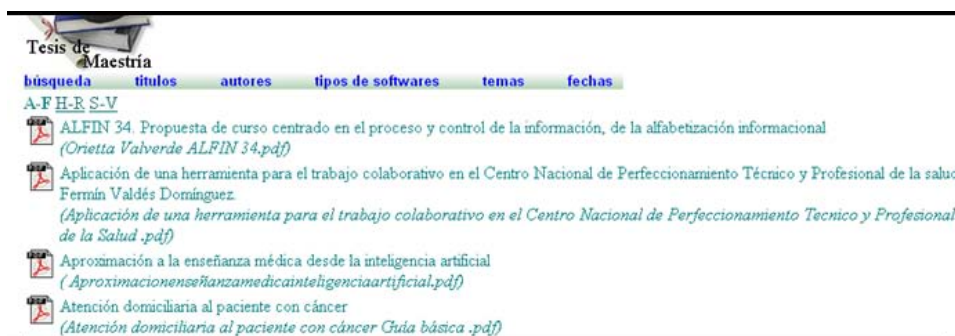 Tesis de
Maestría
búsqueda titulos autores tipos de softwares temas fechas
A-F H-R S-V
ALFIN 34. Propuesta de curso centrado en el proceso y control de la información, de la alfabetización informacional
(Orietta Valverde ALFIN 34.pdf)
Aplicación de una herramienta para el trabajo colaborativo en el Centro Nacional de Perfeccionamiento Técnico y Profesional de la salud
Fermín Valdés Domínguez.
(Aplicación de una herramienta para el trabajo colaborativo en el Centro Nacional de Perfeccionamiento Tecnico y Profesional
de la Salud .pdf)
Aproximación a la enseñanza médica desde la inteligencia artificial
( Aproximacionenseñanzamedicainteligenciaartificial.pdf)
Atención domiciliaria al paciente con cáncer
(Atención domiciliaria al paciente con cáncer Guía básica .pdf)